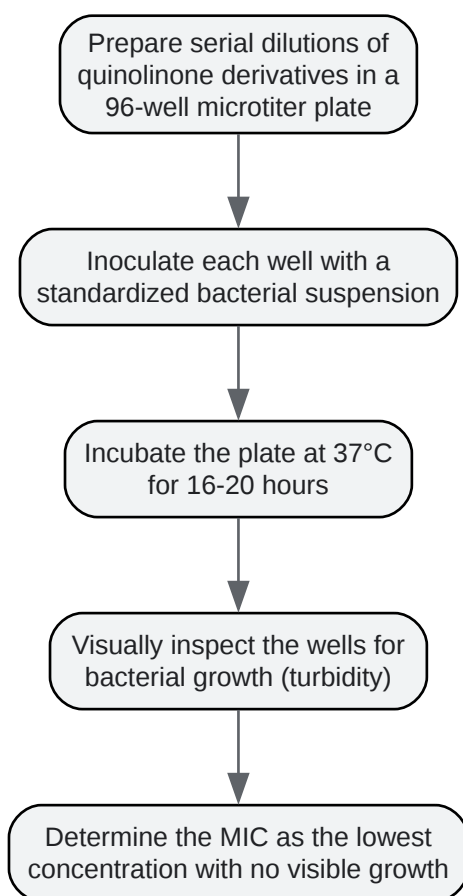 Prepare serial dilutions of
quinolinone derivatives in a
96-well microtiter plate
Inoculate each well with a
standardized bacterial suspension
Incubate the plate at 37°C
for 16-20 hours
Visually inspect the wells for
bacterial growth (turbidity)
Determine the MIC as the lowest
concentration with no visible growth